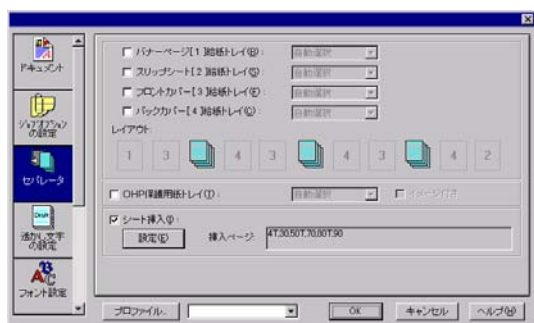 ドキュメント
ジョブオプション
の設定
セパレータ
透かし文字
の設定
フォント設定
バナーページ[1]給紙トレイ(B): 自動選択
スリップシート[2]給紙トレイ(S): 自動選択
フロントカバー[3]給紙トレイ(F): 自動選択
バックカバー[4]給紙トレイ(C): 自動選択
レイアウト:
1 3 4 3 4 3 4 2
OHP保護用紙トレイ(T): 自動選択 イメージ付き
シート挿入(I):
設定(E) 挿入ページ: 4T,30,50T,70,80T,90
プロファイル.. OK キャンセル ヘルプ(H)